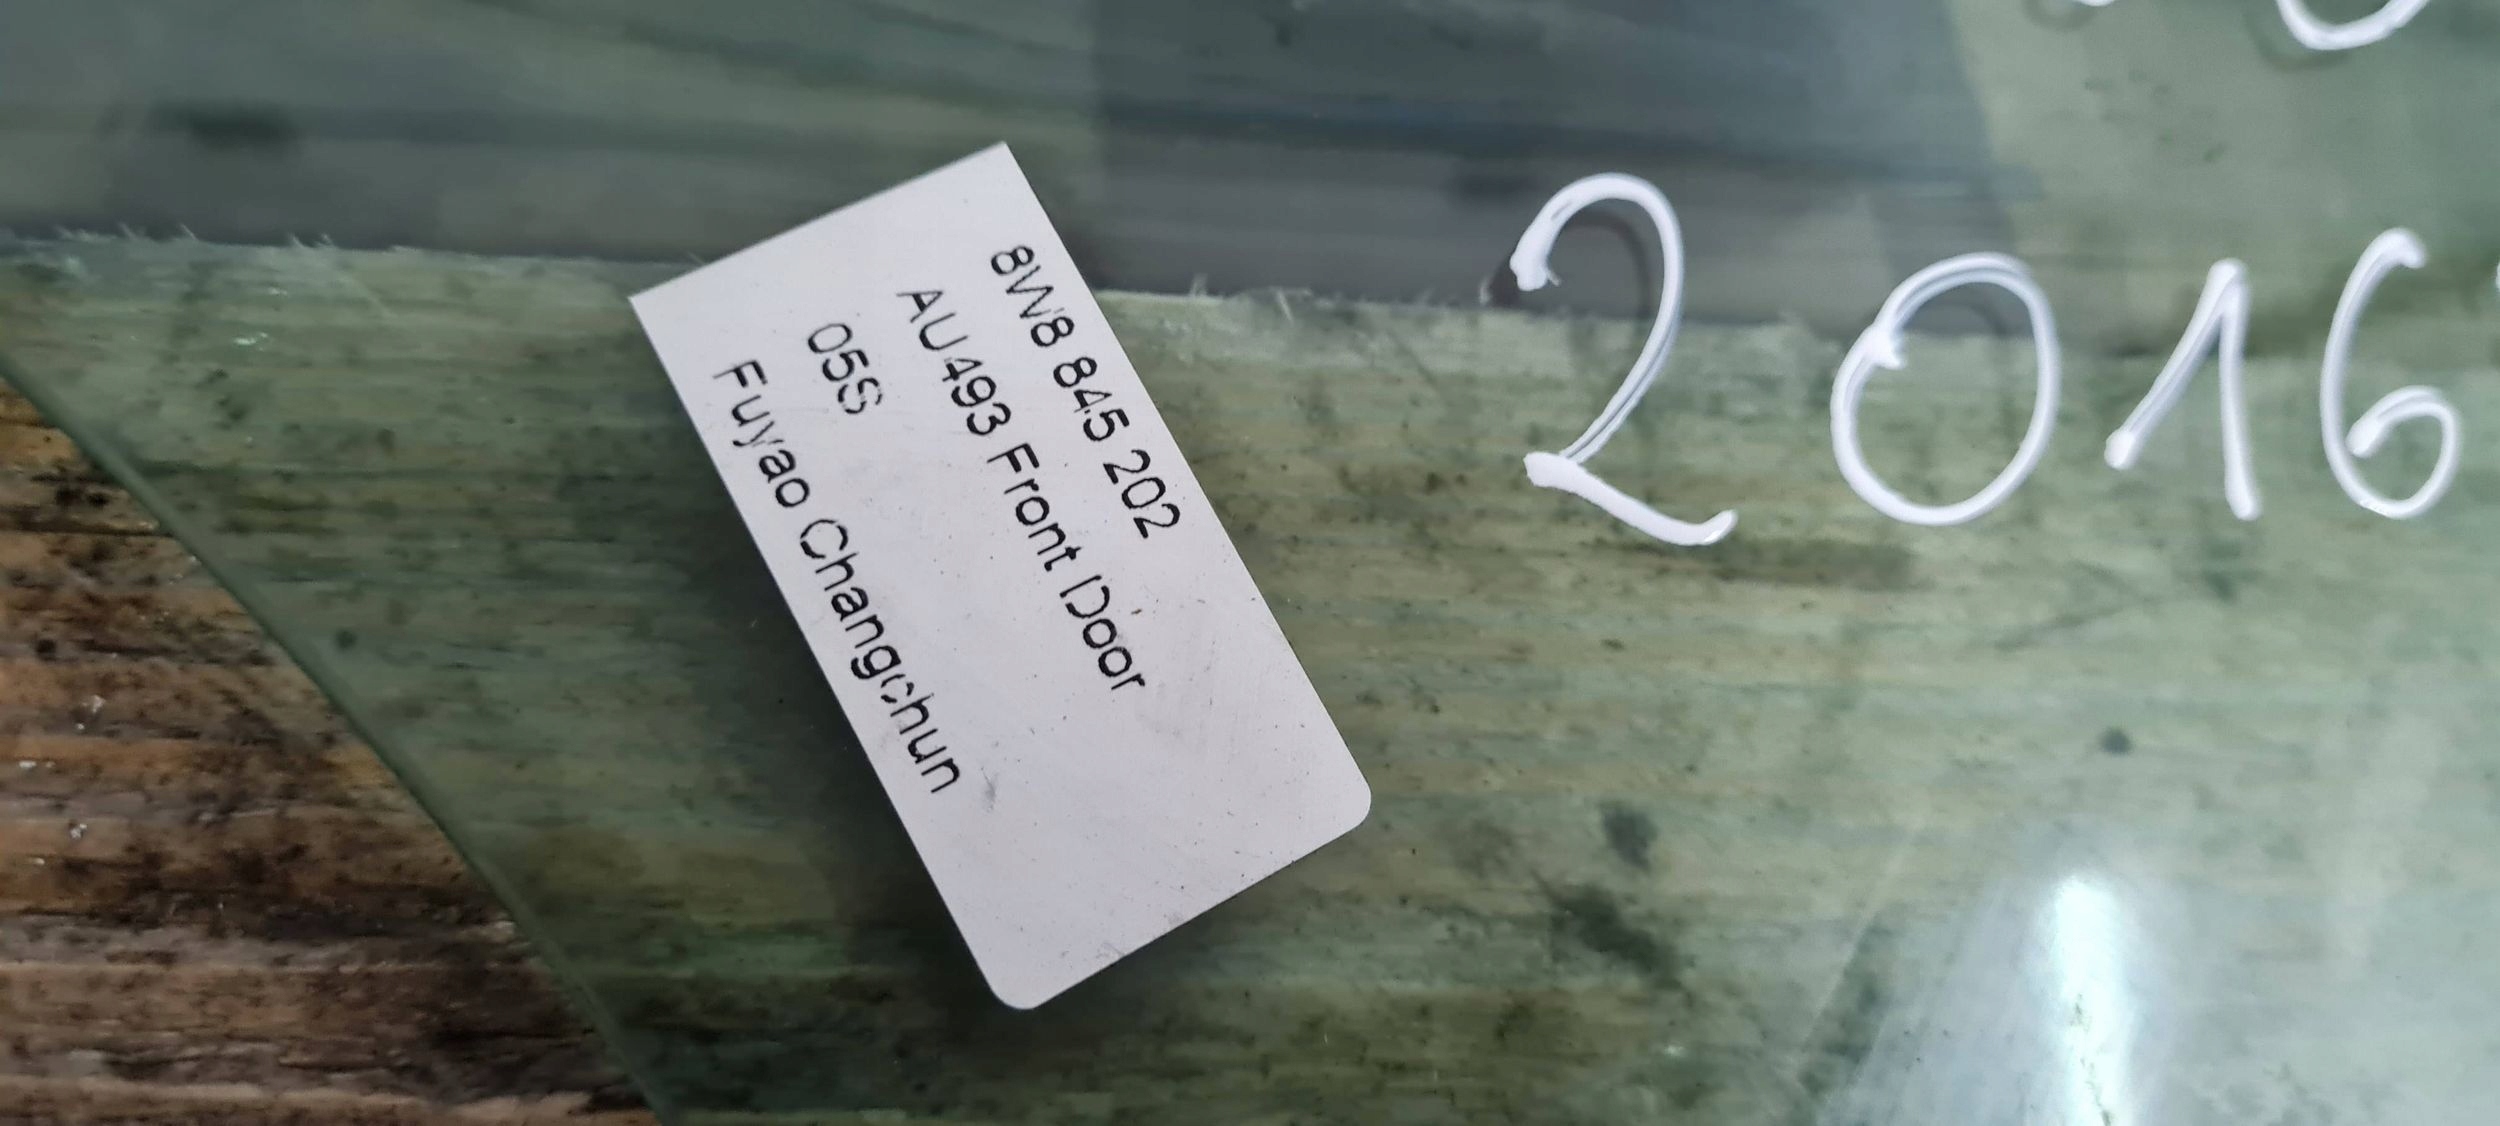 8W8 845 202
AU493 Front Door
05S
Fuyao Changchun
2016